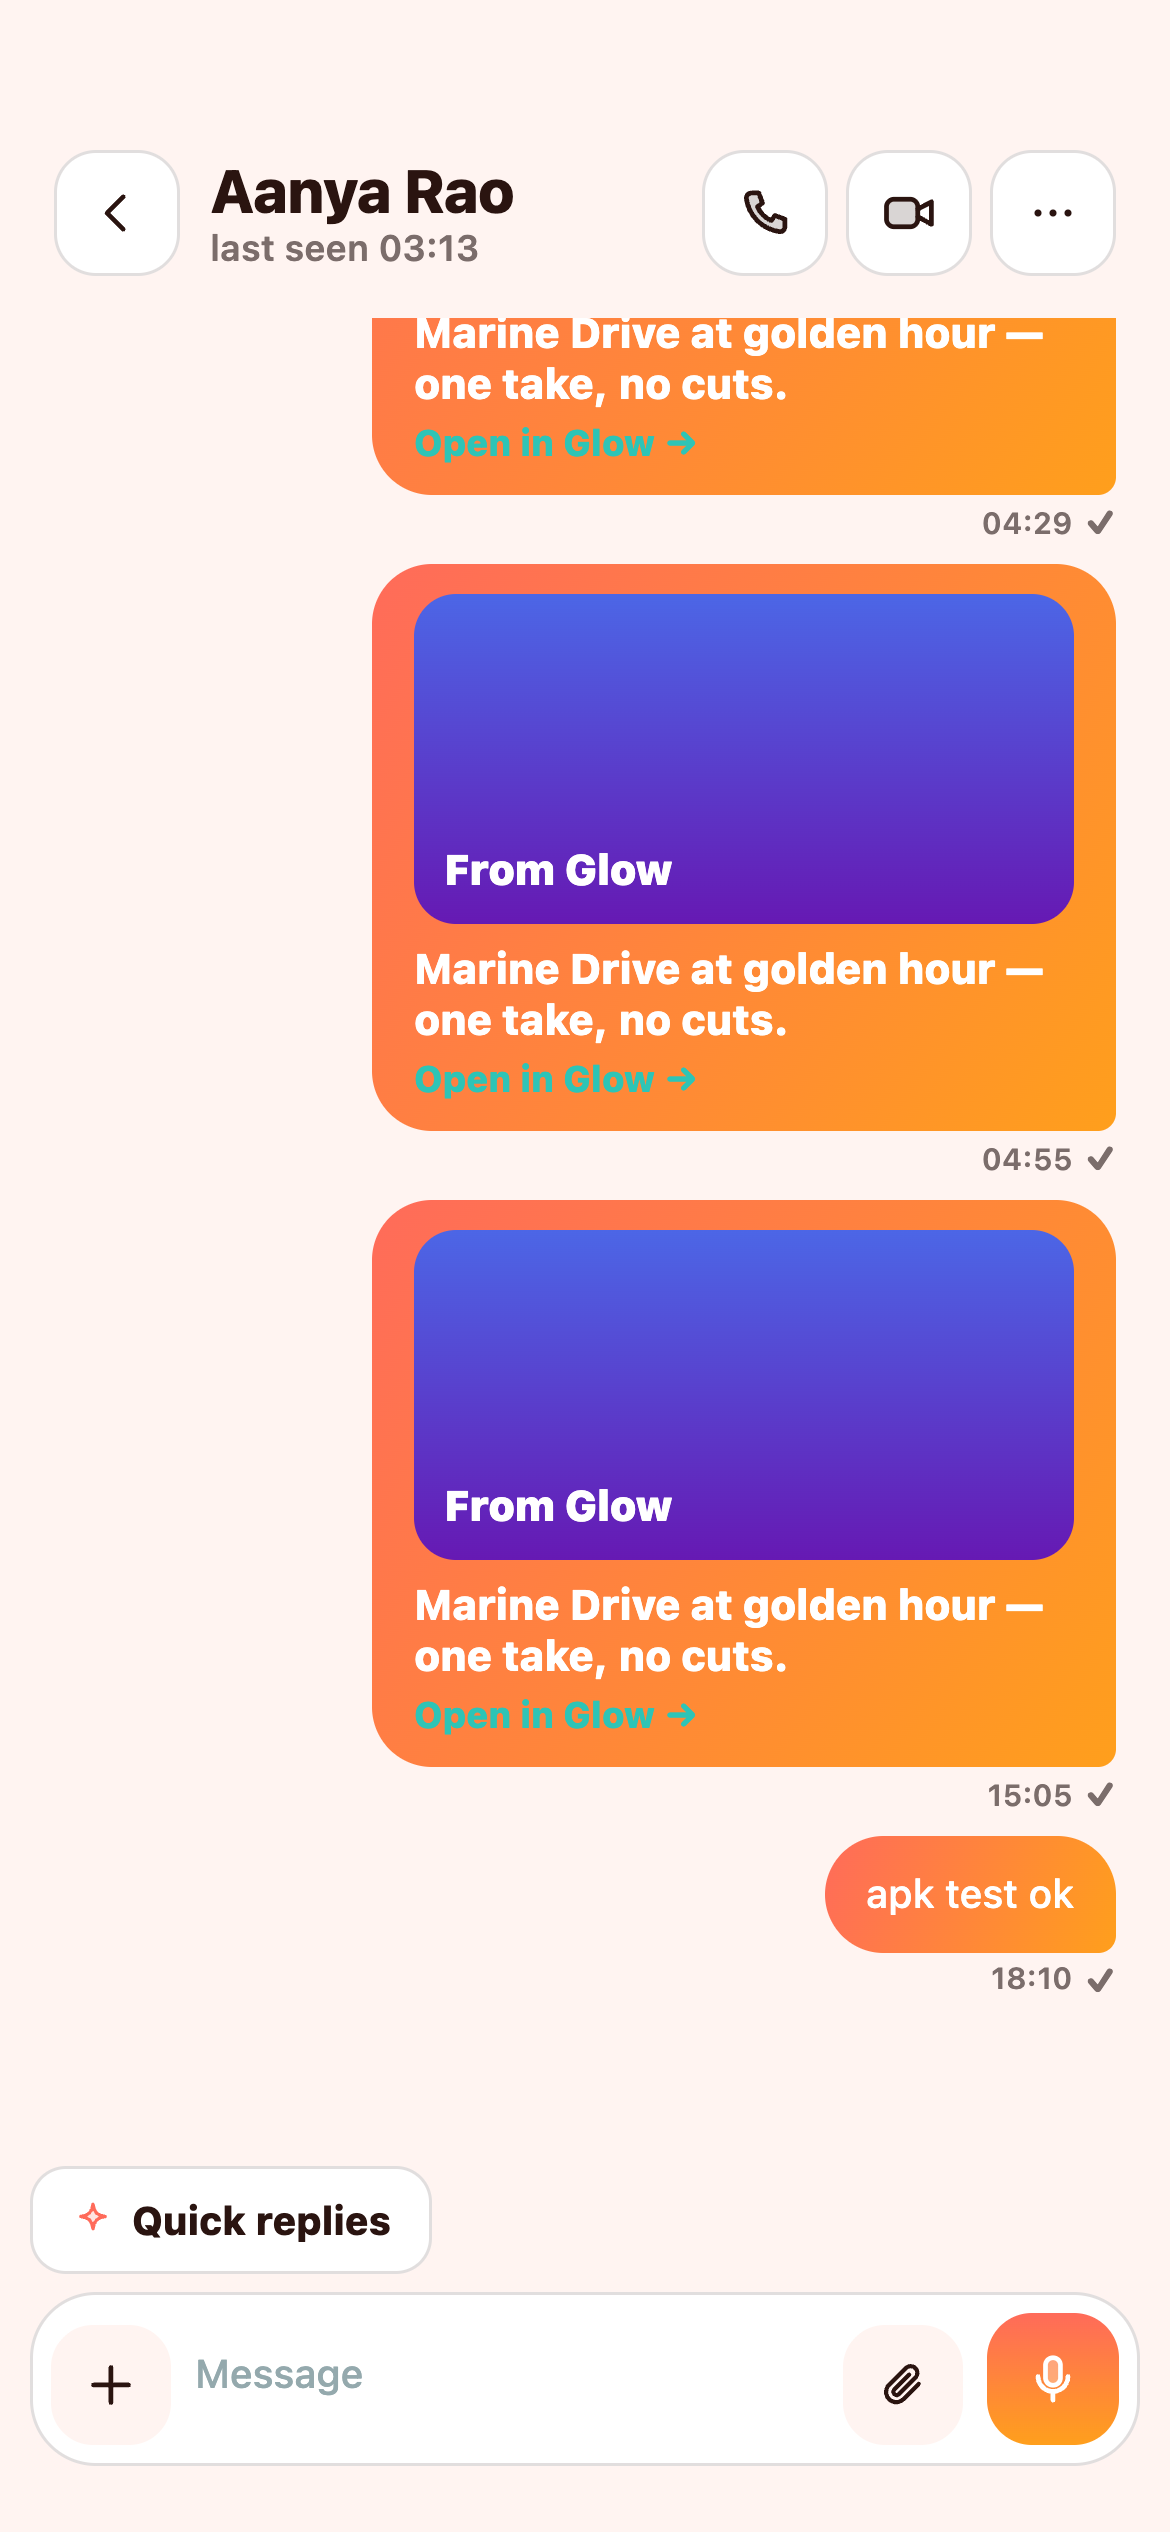 Aanya Rao
last seen 03:13
Marine Drive at golden hour —
one take, no cuts.
Open in Glow →
04:29 ✓
From Glow
Marine Drive at golden hour —
one take, no cuts.
Open in Glow →
04:55 ✓
From Glow
Marine Drive at golden hour —
one take, no cuts.
Open in Glow →
15:05 ✓
apk test ok
18:10 ✓
Quick replies
Message